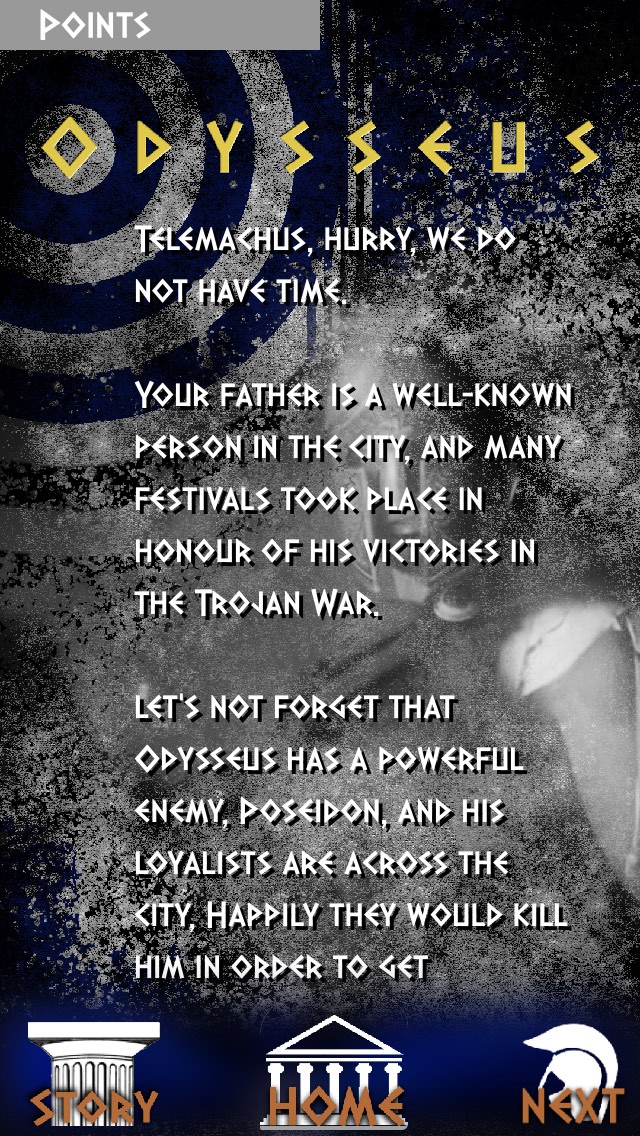 Points
Odysseus
Telemachus, hurry, we do
not have time.
Your father is a well-known
person in the city, and many
festivals took place in
honour of his victories in
the Trojan War.
let's not forget that
Odysseus has a powerful
enemy, Poseidon, and his
loyalists are across the
city, Happily they would kill
him in order to get
STORY
HOME
NEXT